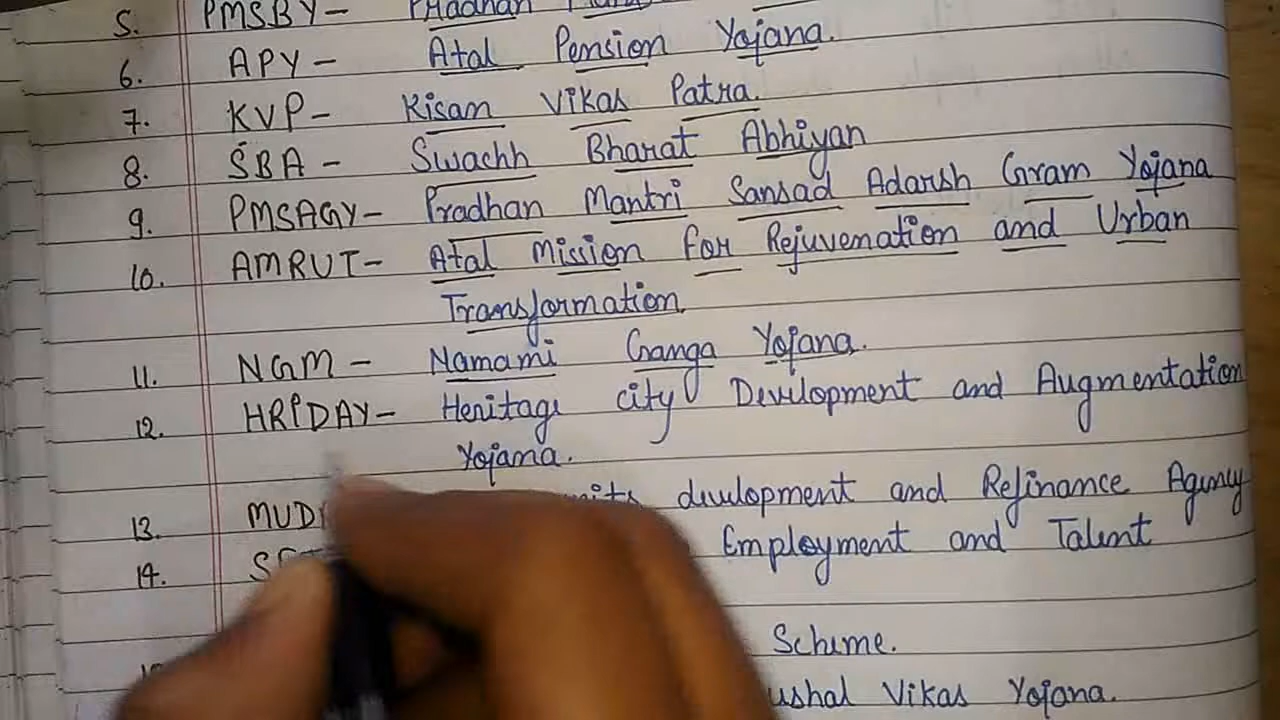 5. PMSBY- Pradhan
6. APY - Atal Pension Yojana.
7. KVP- Kisan Vikas Patra.
8. SBA - Swachh Bharat Abhiyan
9. PMSAGY- Pradhan Mantri Sansad Adarsh Gram Yojana
10. AMRUT- Atal Mission for Rejuvenation and Urban
Transformation.
11. NGM - Namami Ganga Yojana.
12. HRIDAY- Heritage city Development and Augmentation
Yojana.
13. development and Refinance Agency
14. Employment and Talent
Scheme.
Vikas Yojana.